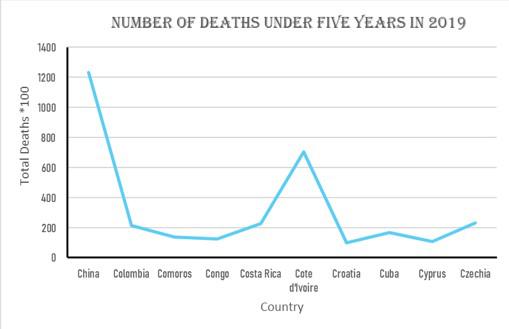 NUMBER OF DEATHS UNDER FIVE YEARS IN 2019
Total Deaths *100
1400
1200
1000
800
600
400
200
0
China Colombia Comoros Congo Costa Rica Cote d'Ivoire Croatia Cuba Cyprus Czechia
Country